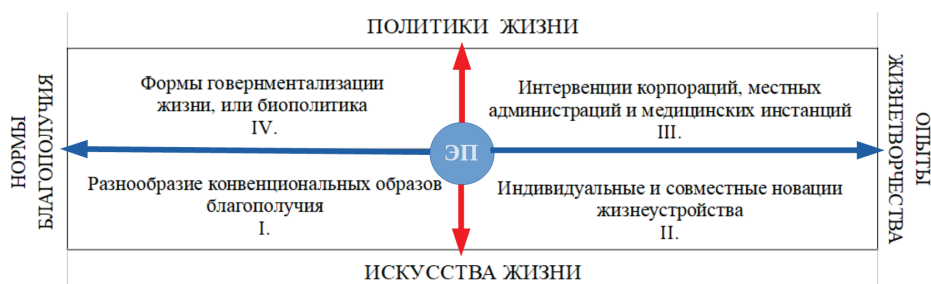 ПОЛИТИКИ ЖИЗНИ
НОРМЫ
БЛАГОПОЛУЧИЯ
Формы говернментализации
жизни, или биополитика
IV.
Интервенции корпораций, местных
администраций и медицинских инстанций
III.
ЭП
Разнообразие конвенциональных образов
благополучия
I.
Индивидуальные и совместные новации
жизнеустройства
II.
ОПЫТЫ
ЖИЗНЕТВОРЧЕСТВА
ИСКУССТВА ЖИЗНИ